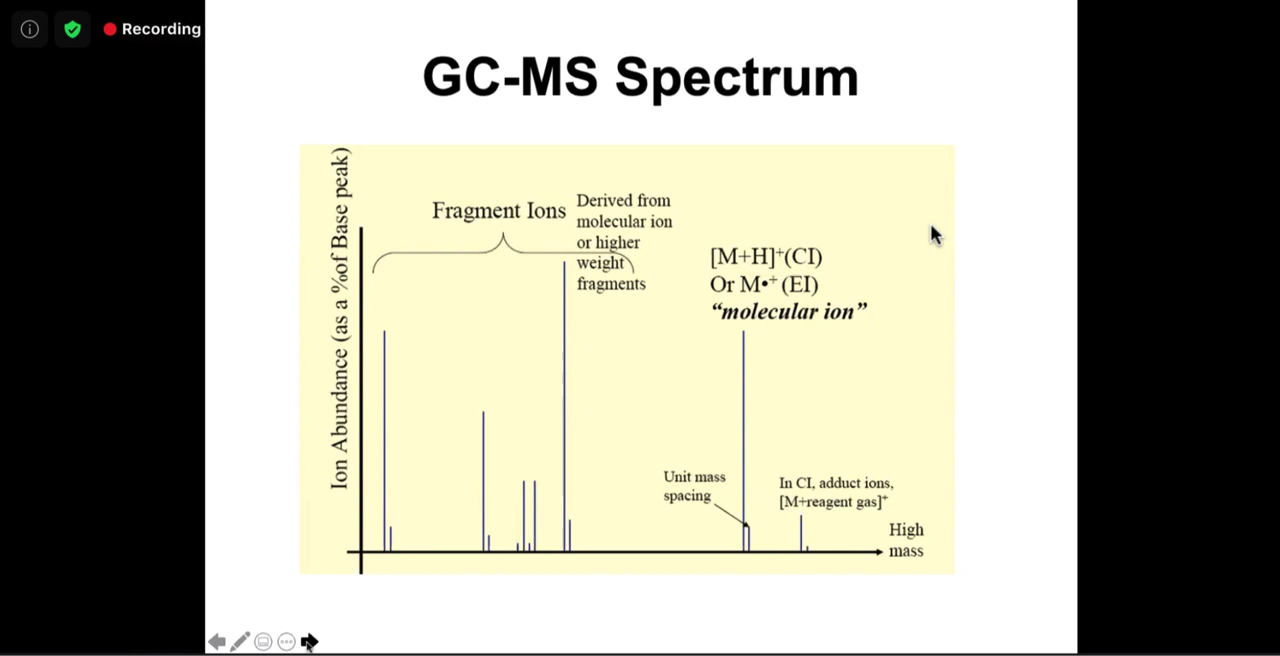 Recording
GC-MS Spectrum
Ion Abundance (as a %of Base peak)
Fragment Ions
Derived from
molecular ion
or higher
weight
fragments
[M+H]⁺(CI)
Or M•⁺ (EI)
“molecular ion”
Unit mass
spacing
In CI, adduct ions,
[M+reagent gas]⁺
High
mass